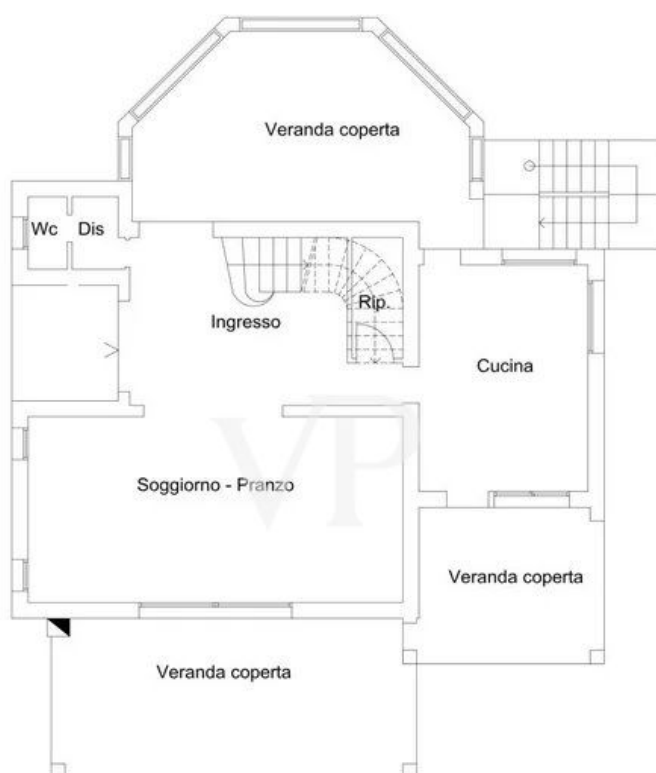 Veranda coperta
Wc
Dis
Rip.
Ingresso
Cucina
VP
Soggiorno - Pranzo
Veranda coperta
Veranda coperta